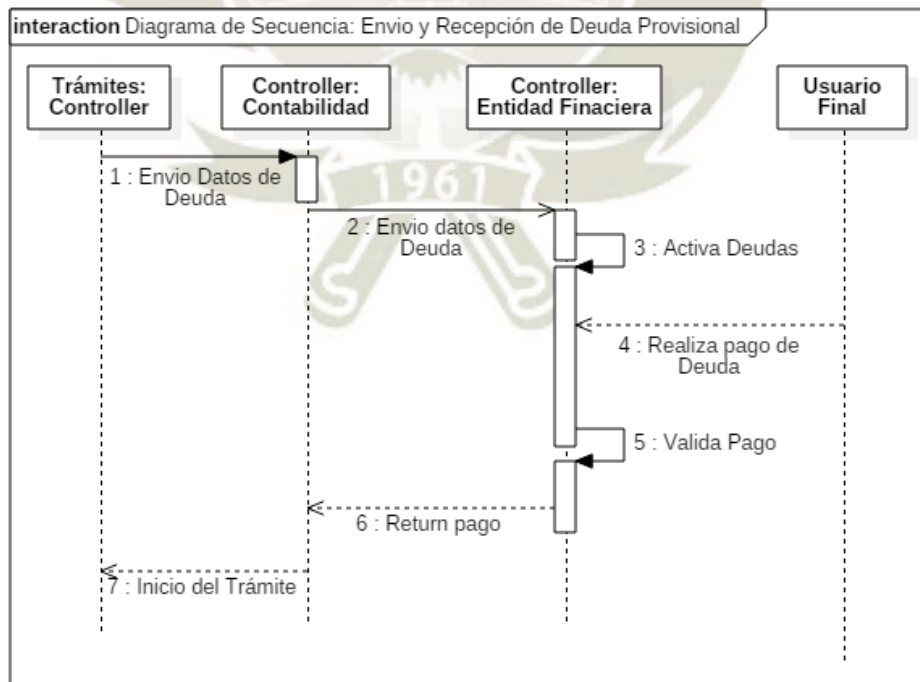 interaction Diagrama de Secuencia: Envio y Recepción de Deuda Provisional
Trámites:
Controller
Controller:
Contabilidad
Controller:
Entidad Finaciera
Usuario
Final
1 : Envio Datos de
Deuda
1961
2 : Envio datos de
Deuda
3 : Activa Deudas
4 : Realiza pago de
Deuda
5 : Valida Pago
6 : Return pago
7 : Inicio del Trámite